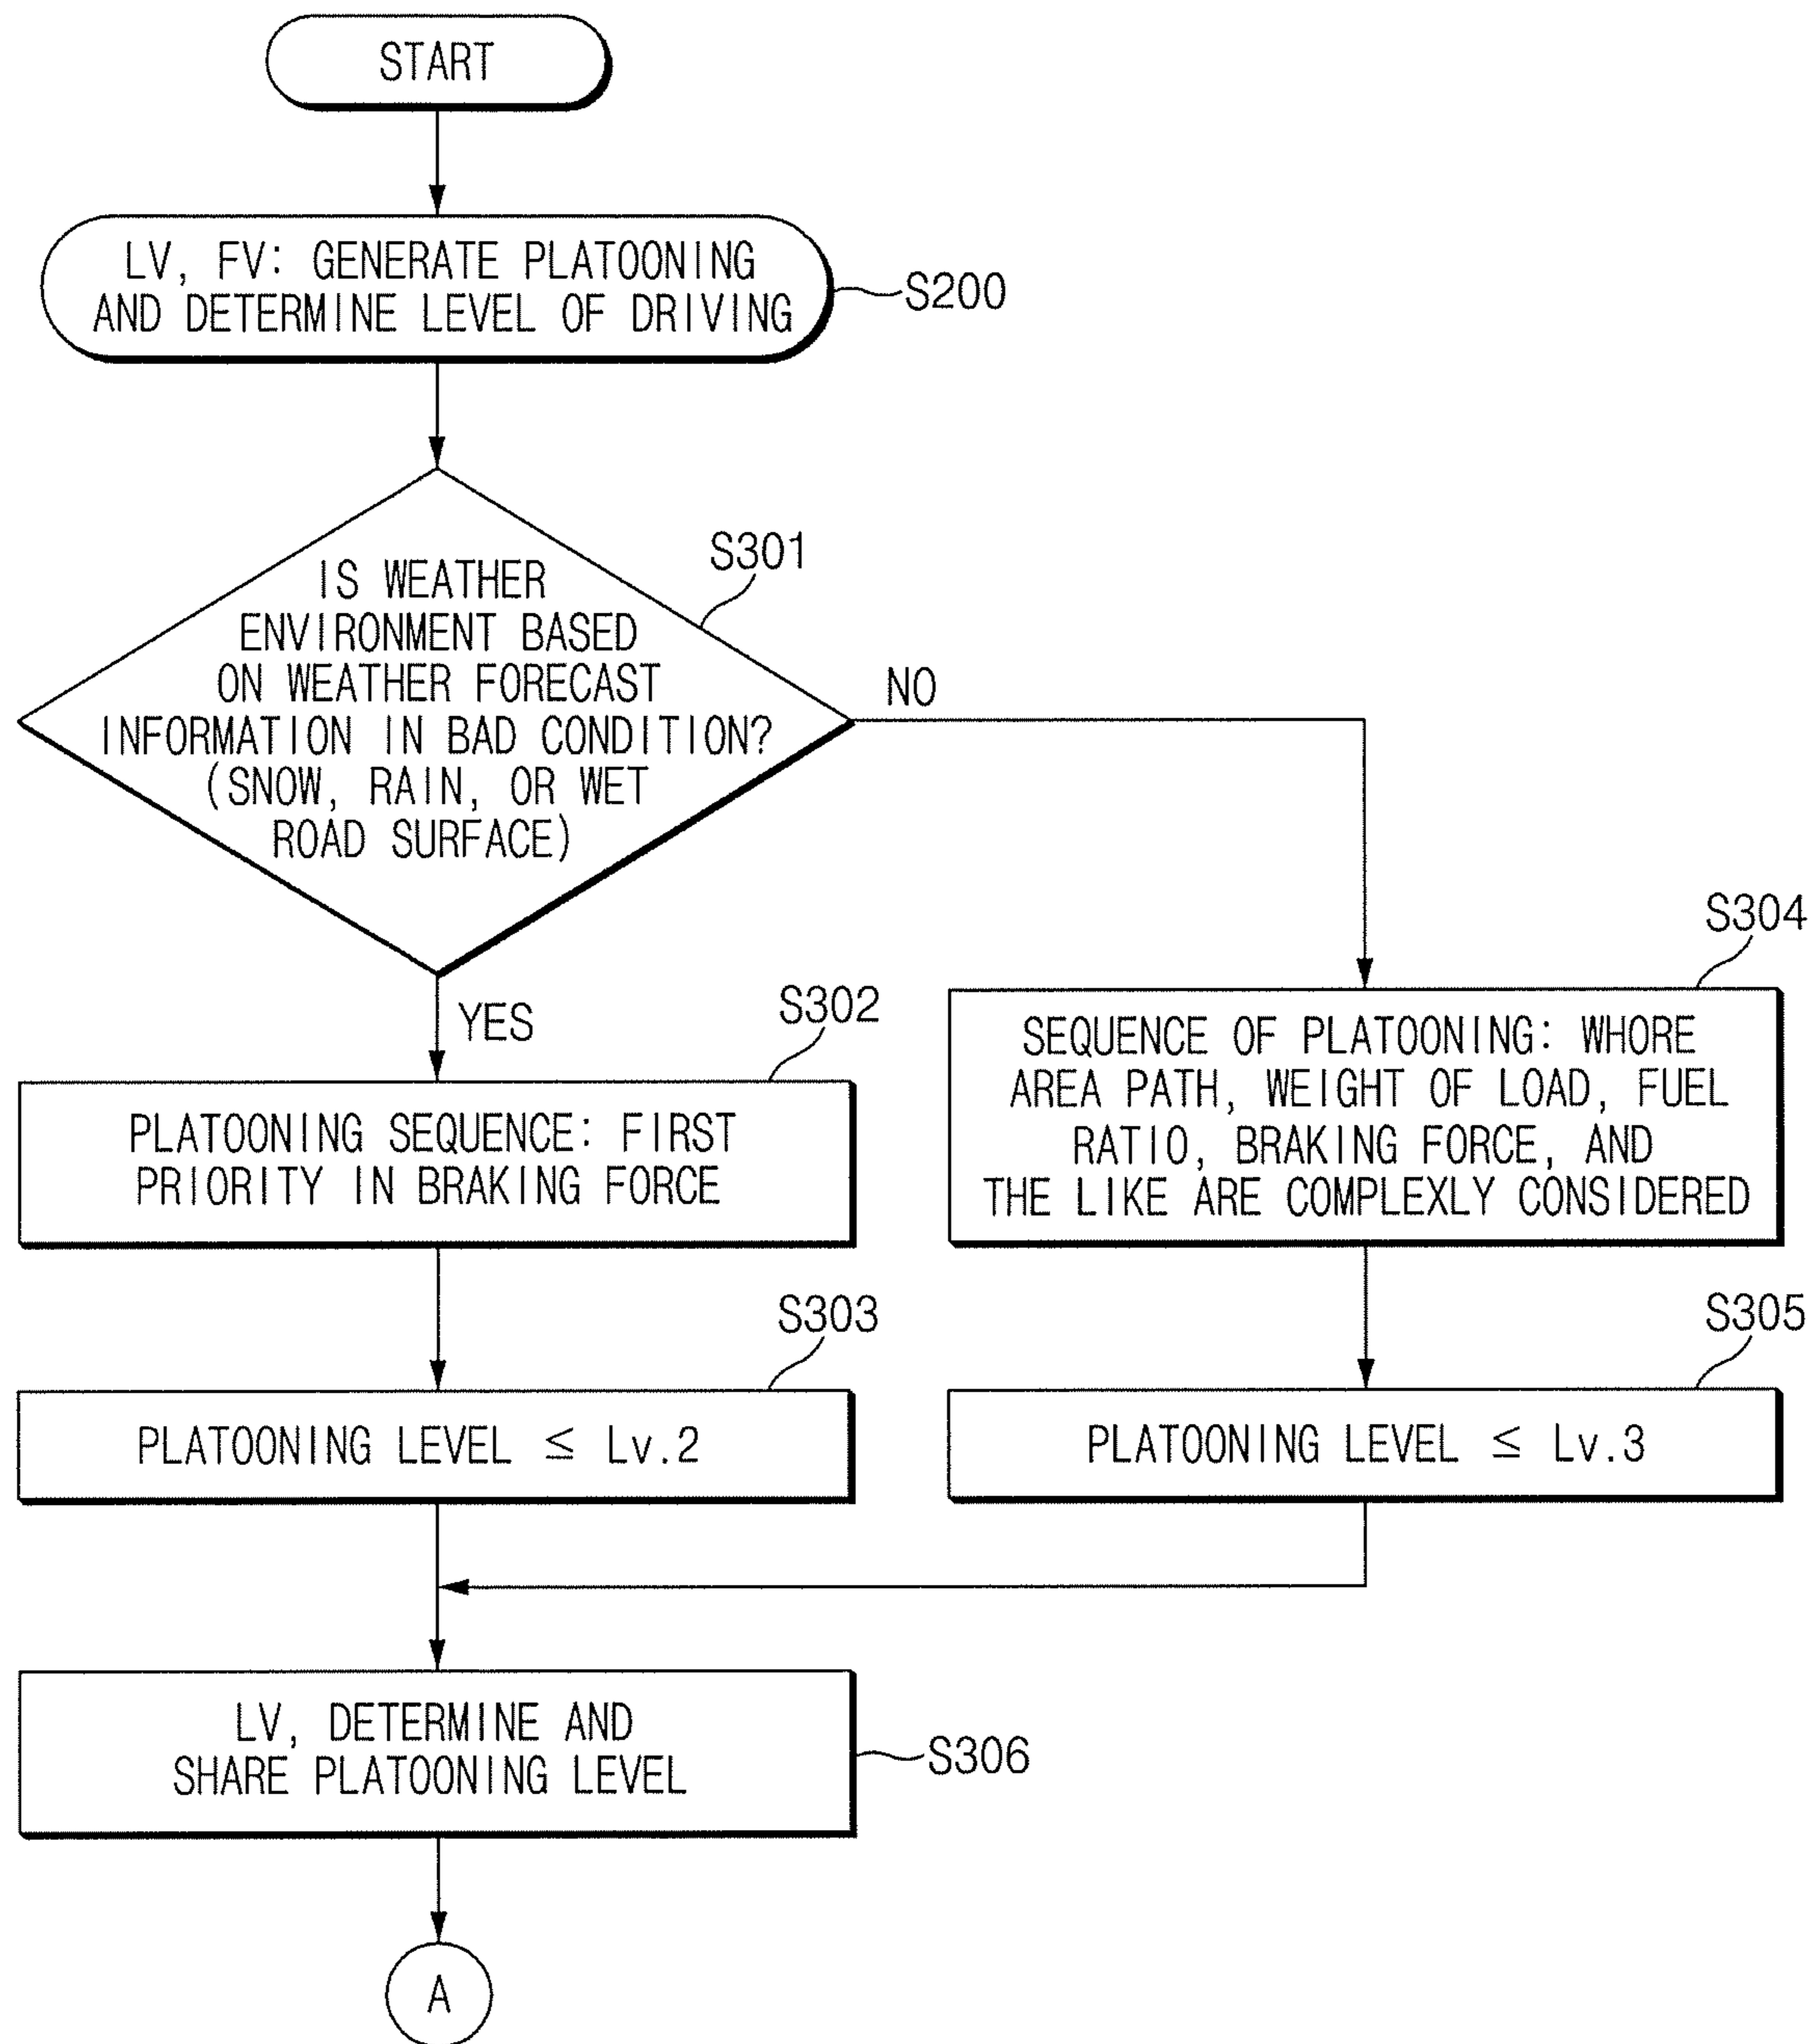 START
LV, FV: GENERATE PLATOONING
AND DETERMINE LEVEL OF DRIVING
S200
S301
IS WEATHER
ENVIRONMENT BASED
ON WEATHER FORECAST
INFORMATION IN BAD CONDITION?
(SNOW, RAIN, OR WET
ROAD SURFACE)
NO
YES
S302
PLATOONING SEQUENCE: FIRST
PRIORITY IN BRAKING FORCE
S304
SEQUENCE OF PLATOONING: WHORE
AREA PATH, WEIGHT OF LOAD, FUEL
RATIO, BRAKING FORCE, AND
THE LIKE ARE COMPLEXLY CONSIDERED
S303
PLATOONING LEVEL ≤ Lv.2
S305
PLATOONING LEVEL ≤ Lv.3
LV, DETERMINE AND
SHARE PLATOONING LEVEL
S306
A